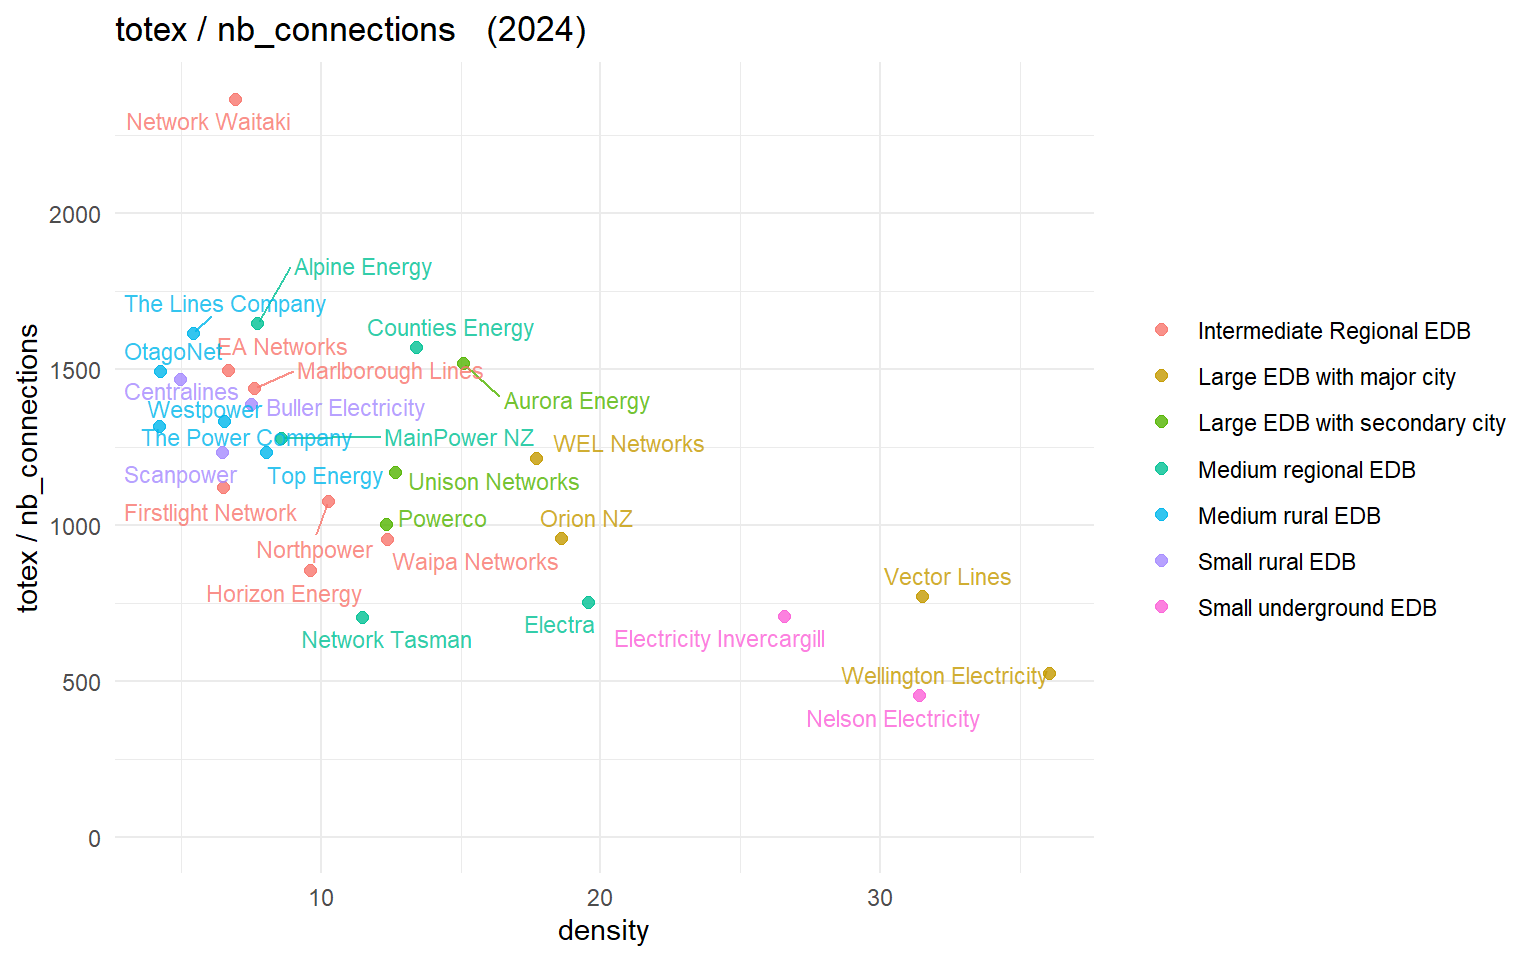 totex / nb_connections (2024)
totex / nb_connections
2000
1500
1000
500
0
Network Waitaki
Alpine Energy
The Lines Company
Counties Energy
EA Networks
OtagoNet
Marlborough Lines
Centralines
Aurora Energy
Westpower
Buller Electricity
The Power Company
MainPower NZ
WEL Networks
Scanpower
Top Energy
Unison Networks
Firstlight Network
Powerco
Orion NZ
Northpower
Waipa Networks
Vector Lines
Horizon Energy
Electra
Network Tasman
Electricity Invercargill
Wellington Electricity
Nelson Electricity
10 20 30
density
Intermediate Regional EDB
Large EDB with major city
Large EDB with secondary city
Medium regional EDB
Medium rural EDB
Small rural EDB
Small underground EDB